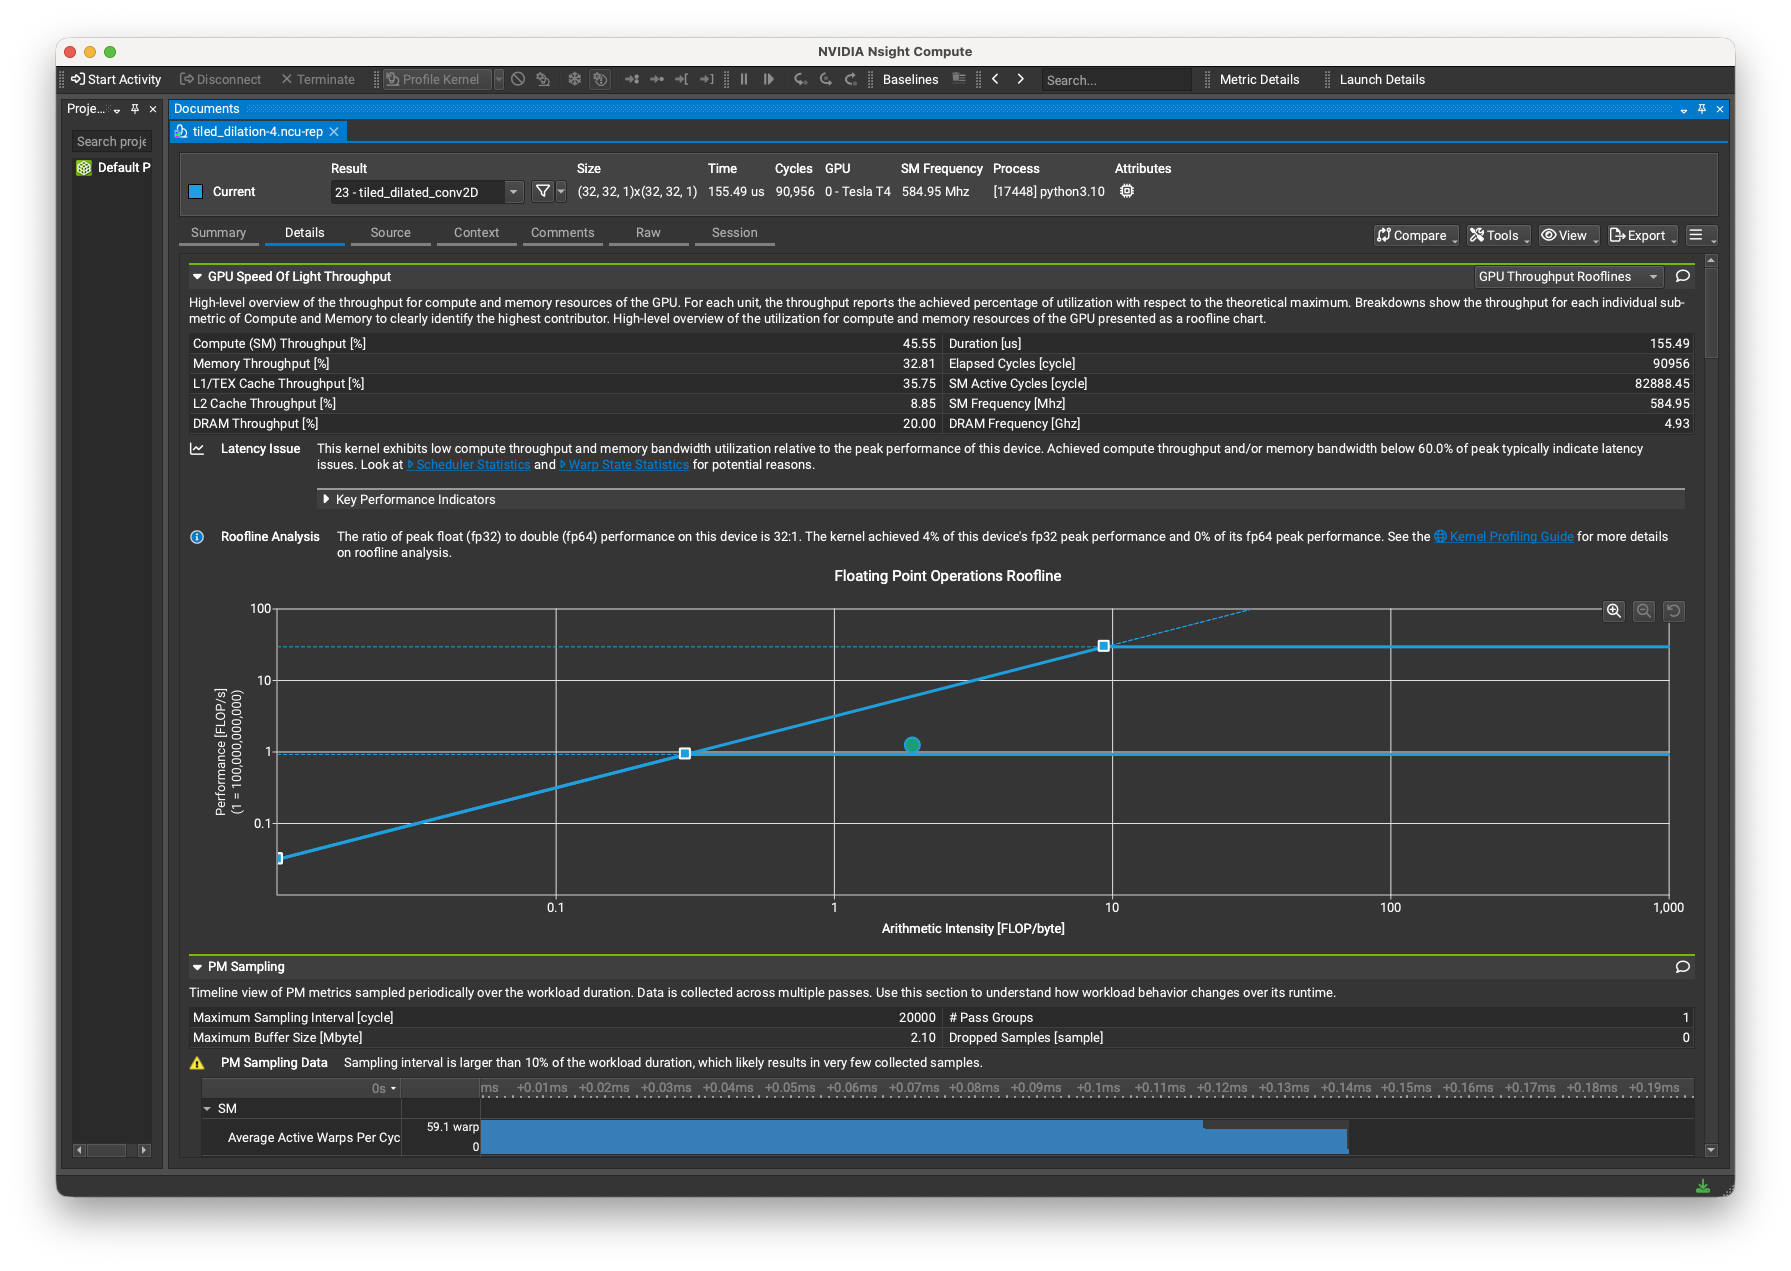 NVIDIA Nsight Compute
Start Activity Disconnect Terminate Profile Kernel Baselines Search... Metric Details Launch Details
Proje... Documents
tiled_dilation-4.ncu-rep
Search proje
Default P
Result Size Time Cycles GPU SM Frequency Process Attributes
Current 23 - tiled_dilated_conv2D (32, 32, 1)x(32, 32, 1) 155.49 us 90,956 0 - Tesla T4 584.95 Mhz [17448] python3.10
Summary Details Source Context Comments Raw Session Compare Tools View Export
GPU Speed Of Light Throughput GPU Throughput Rooflines
High-level overview of the throughput for compute and memory resources of the GPU. For each unit, the throughput reports the achieved percentage of utilization with respect to the theoretical maximum. Breakdowns show the throughput for each individual sub-
metric of Compute and Memory to clearly identify the highest contributor. High-level overview of the utilization for compute and memory resources of the GPU presented as a roofline chart.
Compute (SM) Throughput [%] 45.55 Duration [us] 155.49
Memory Throughput [%] 32.81 Elapsed Cycles [cycle] 90956
L1/TEX Cache Throughput [%] 35.75 SM Active Cycles [cycle] 82888.45
L2 Cache Throughput [%] 8.85 SM Frequency [Mhz] 584.95
DRAM Throughput [%] 20.00 DRAM Frequency [Ghz] 4.93
Latency Issue This kernel exhibits low compute throughput and memory bandwidth utilization relative to the peak performance of this device. Achieved compute throughput and/or memory bandwidth below 60.0% of peak typically indicate latency
issues. Look at Scheduler Statistics and Warp State Statistics for potential reasons.
Key Performance Indicators
Roofline Analysis The ratio of peak float (fp32) to double (fp64) performance on this device is 32:1. The kernel achieved 4% of this device's fp32 peak performance and 0% of its fp64 peak performance. See the Kernel Profiling Guide for more details
on roofline analysis.
Floating Point Operations Roofline
100
10
1
0.1
Performance [FLOP/s]
(1 = 100,000,000,000)
0.1 1 10 100 1,000
Arithmetic Intensity [FLOP/byte]
PM Sampling
Timeline view of PM metrics sampled periodically over the workload duration. Data is collected across multiple passes. Use this section to understand how workload behavior changes over its runtime.
Maximum Sampling Interval [cycle] 20000 # Pass Groups 1
Maximum Buffer Size [Mbyte] 2.10 Dropped Samples [sample] 0
PM Sampling Data Sampling interval is larger than 10% of the workload duration, which likely results in very few collected samples.
0s ms +0.01ms +0.02ms +0.03ms +0.04ms +0.05ms +0.06ms +0.07ms +0.08ms +0.09ms +0.1ms +0.11ms +0.12ms +0.13ms +0.14ms +0.15ms +0.16ms +0.17ms +0.18ms +0.19ms
SM
Average Active Warps Per Cyc 59.1 warp
0